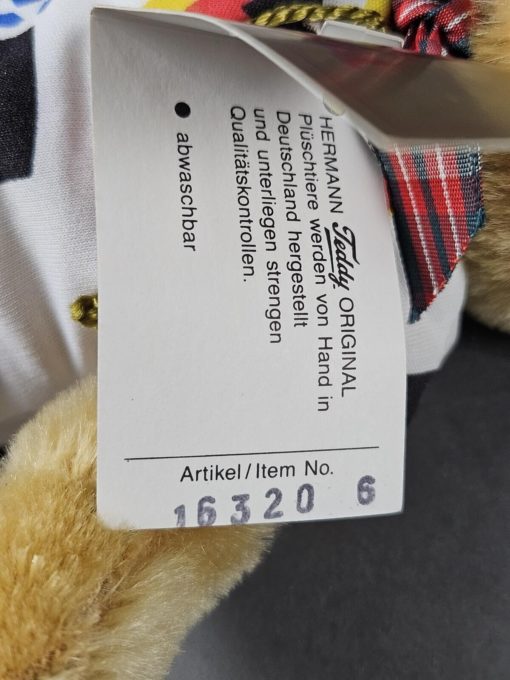 HERMANN Teddy ORIGINAL
Plüschtiere werden von Hand in
Deutschland hergestellt
und unterliegen strengen
Qualitätskontrollen.
● abwaschbar
Artikel/Item No.
16320 6